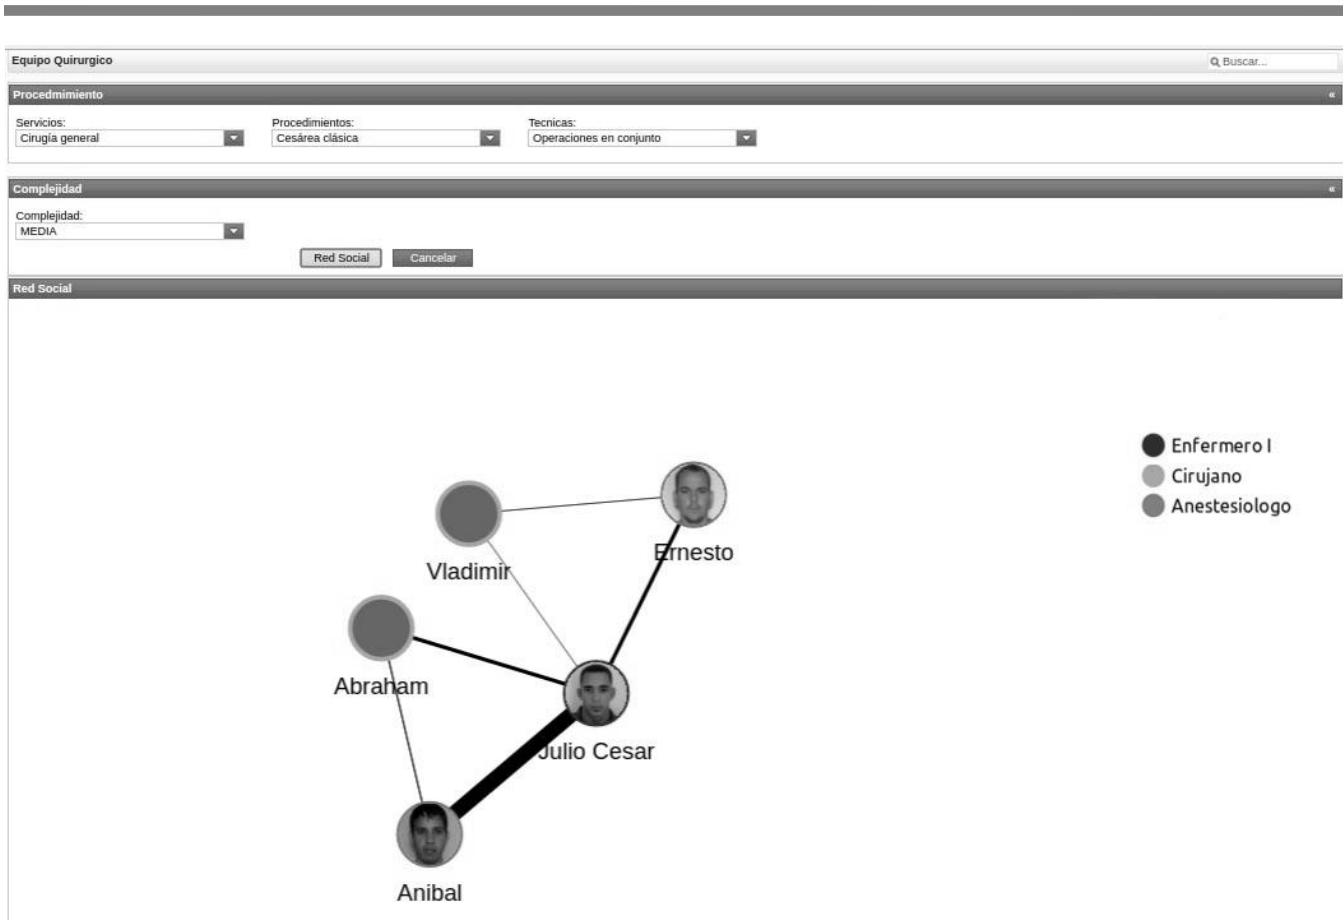 Equipo Quirurgico
Buscar...
Procedmimiento
«
Servicios: Procedimientos: Tecnicas:
Cirugía general Cesárea clásica Operaciones en conjunto
Complejidad
«
Complejidad:
MEDIA
Red Social Cancelar
Red Social
Enfermero I
Cirujano
Anestesiologo
Ernesto
Vladimir
Abraham
Julio Cesar
Anibal